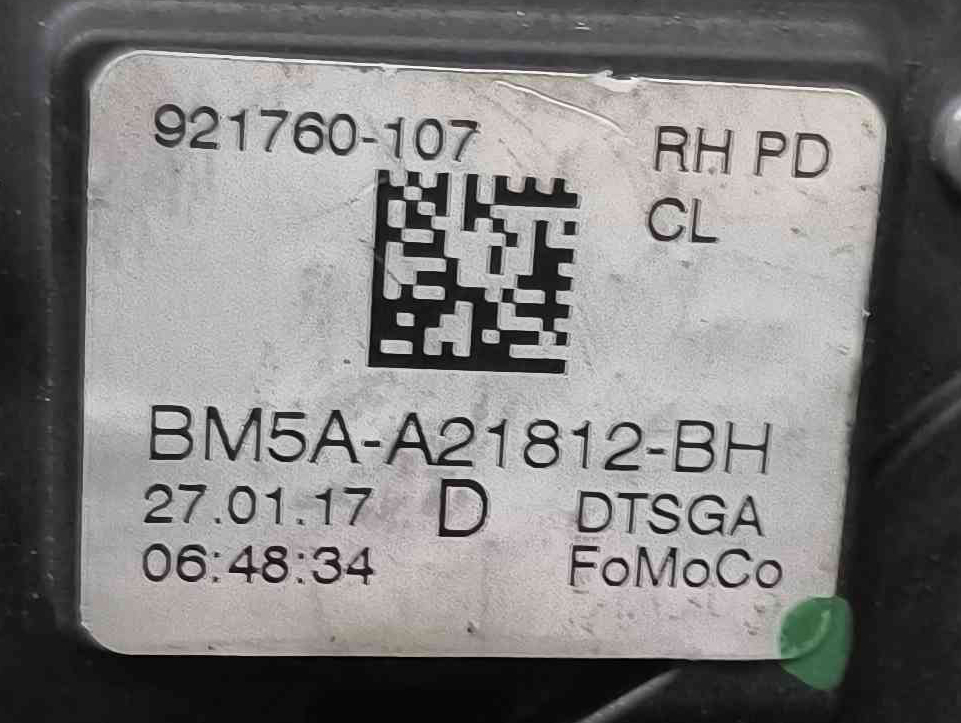 921760-107 RH PD
CL
BM5A-A21812-BH
27.01.17 D DTSGA
06:48:34 FoMoCo